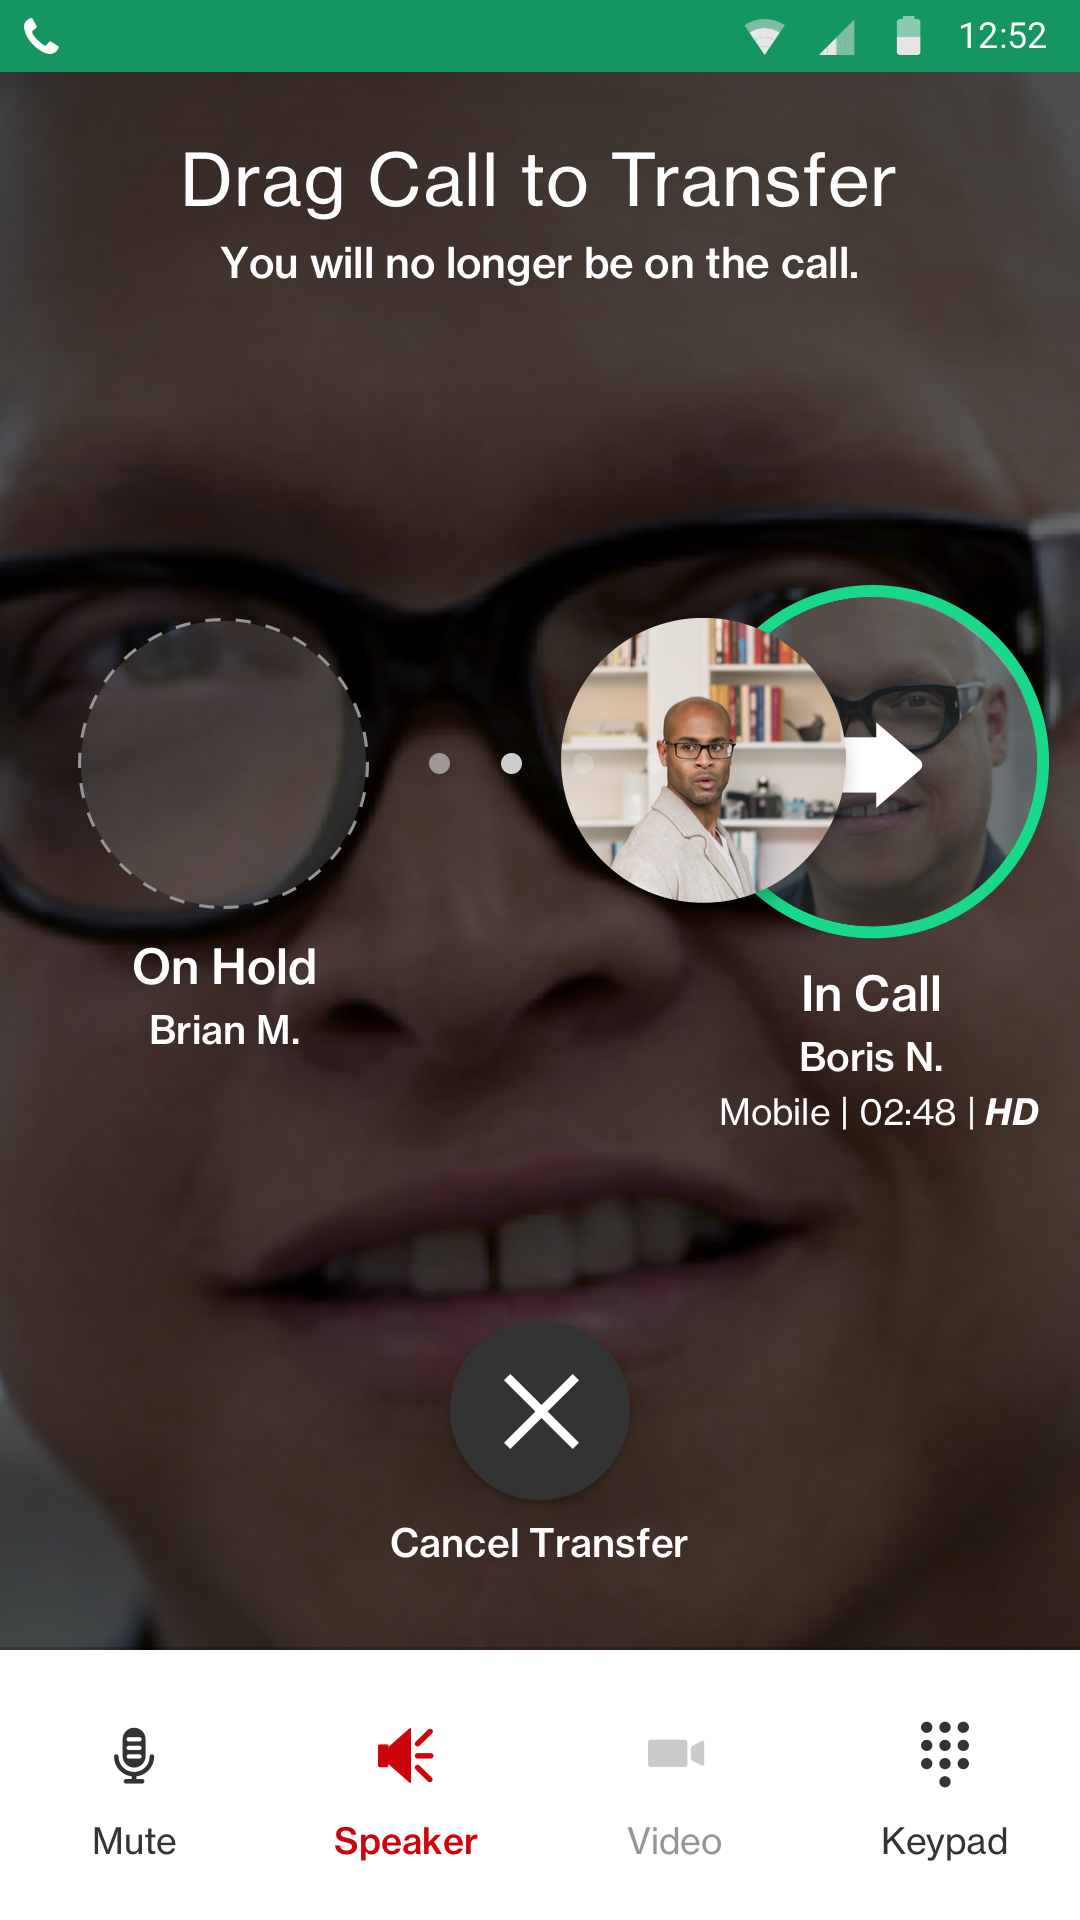 12:52
Drag Call to Transfer
You will no longer be on the call.
On Hold
Brian M.
In Call
Boris N.
Mobile | 02:48 | HD
Cancel Transfer
Mute
Speaker
Video
Keypad